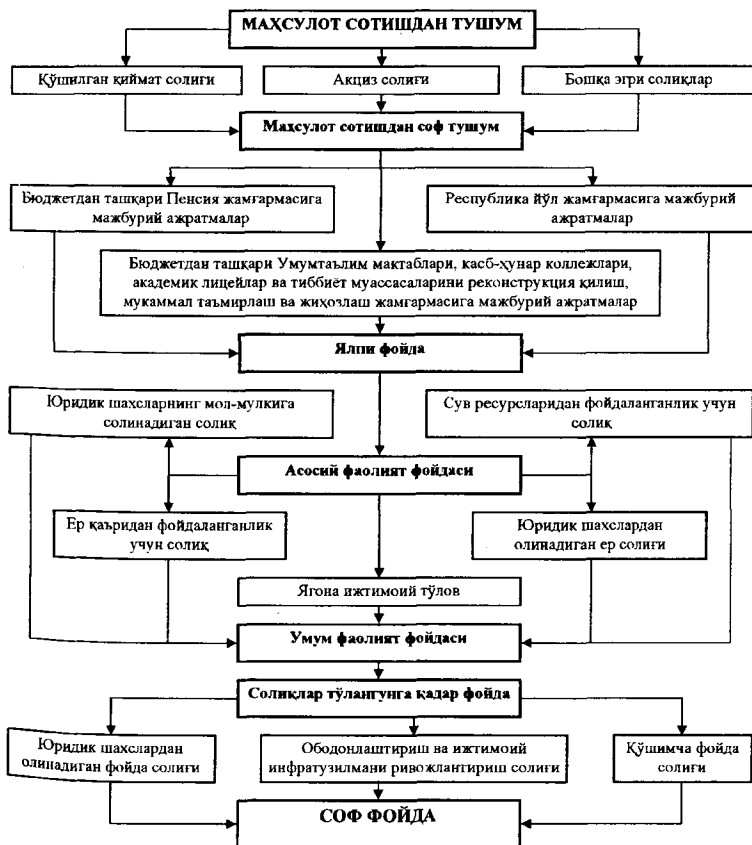 МАҲСУЛОТ СОТИШДАН ТУШУМ
Қўшилган қиймат солиғи
Акциз солиғи
Бошқа эгри солиқлар
Маҳсулот сотишдан соф тушум
Бюджетдан ташқари Пенсия жамғармасига
мажбурий ажратмалар
Республика йўл жамғармасига мажбурий
ажратмалар
Бюджетдан ташқари Умумтаълим мактаблари, касб-ҳунар коллежлари,
академик лицейлар ва тиббиёт муассасаларини реконструкция қилиш,
мукаммал таъмирлаш ва жиҳозлаш жамғармасига мажбурий ажратмалар
Ялпи фойда
Юридик шахсларнинг мол-мулкига
солинадиган солиқ
Сув ресурсларидан фойдаланганлик учун
солиқ
Асосий фаолият фойдаси
Ер қаъридан фойдаланганлик
учун солиқ
Юридик шахслардан
олинадиган ер солиғи
Ягона ижтимоий тўлов
Умум фаолият фойдаси
Солиқлар тўлангунга қадар фойда
Юридик шахслардан
олинадиган фойда солиғи
Ободонлаштириш ва ижтимоий
инфратузилмани ривожлантириш солиғи
Қўшимча фойда
солиғи
СОФ ФОЙДА